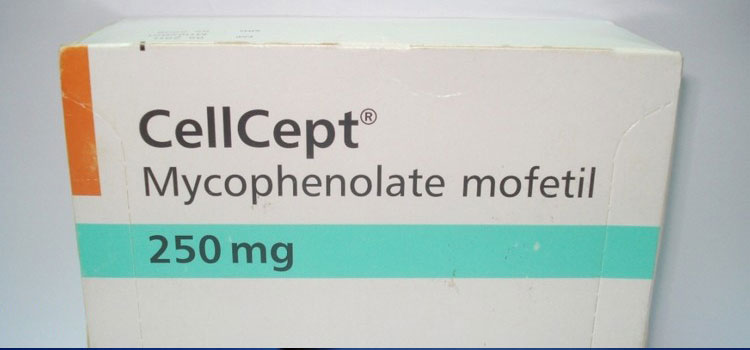 CellCept®
Mycophenolate mofetil
250 mg